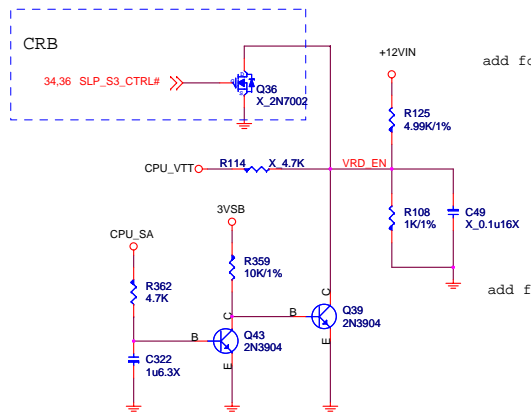 CRB
+12VIN
add fo
34,36 SLP_S3_CTRL#
Q36
X_2N7002
R125
4.99K/1%
CPU_VTT
R114
X_4.7K
VRD_EN
3VSB
R108
1K/1%
C49
X_0.1u16X
CPU_SA
R359
10K/1%
R362
4.7K
add f
C
Q39
2N3904
B
C
E
Q43
2N3904
B
E
C322
1u6.3X